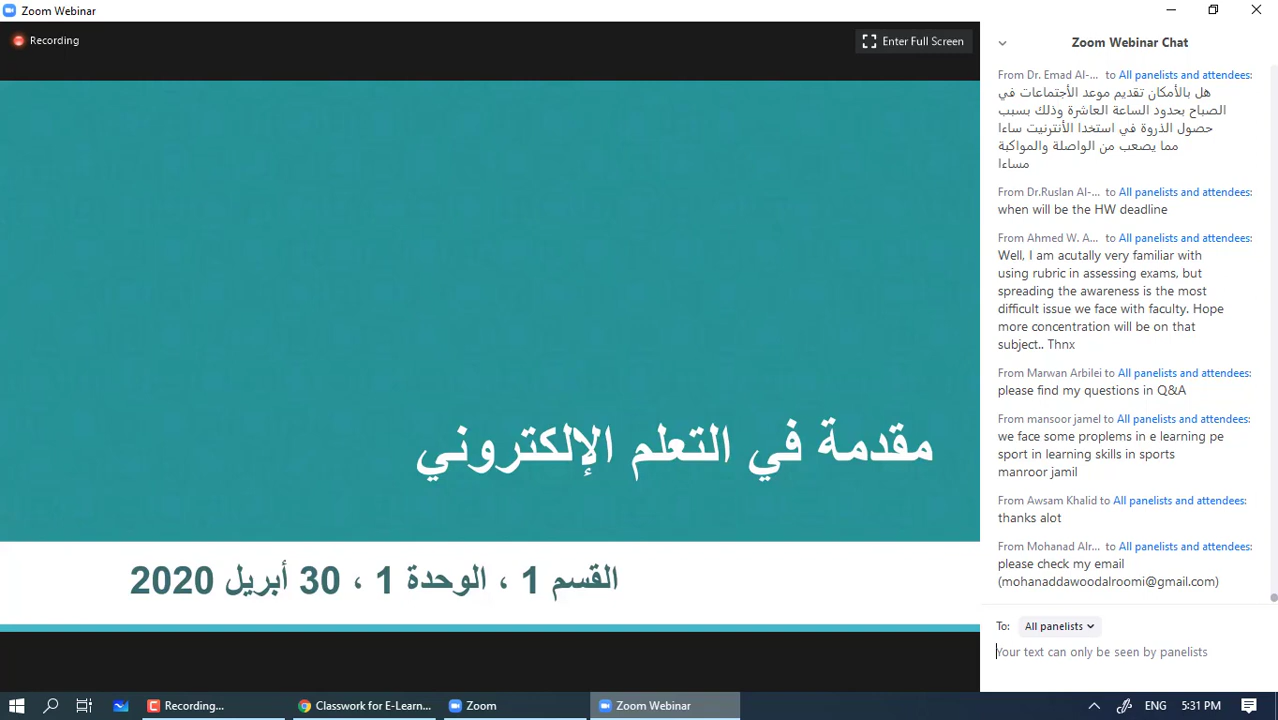 Zoom Webinar
Recording
Enter Full Screen
مقدمة في التعلم الإلكتروني
القسم 1 ، الوحدة 1 ، 30 أبريل 2020
Zoom Webinar Chat
From Dr. Emad Al-... to All panelists and attendees:
هل بالأمكان تقديم موعد الأجتماعات في
الصباح بحدود الساعة العاشرة وذلك بسبب
حصول الذروة في استخدا الأنترنيت ساءا
مما يصعب من الواصلة والمواكبة
مساءا
From Dr.Ruslan Al-... to All panelists and attendees:
when will be the HW deadline
From Ahmed W. A... to All panelists and attendees:
Well, I am acutally very familiar with
using rubric in assessing exams, but
spreading the awareness is the most
difficult issue we face with faculty. Hope
more concentration will be on that
subject.. Thnx
From Marwan Arbilei to All panelists and attendees:
please find my questions in Q&A
From mansoor jamel to All panelists and attendees:
we face some proplems in e learning pe
sport in learning skills in sports
manroor jamil
From Awsam Khalid to All panelists and attendees:
thanks alot
From Mohanad Alr... to All panelists and attendees:
please check my email
(mohanaddawoodalroomi@gmail.com)
To: All panelists
Your text can only be seen by panelists
Recording...
Classwork for E-Learn...
Zoom
Zoom Webinar
5:31 PM